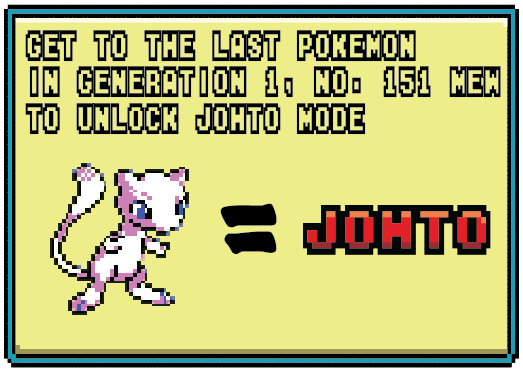 GET TO THE LAST POKEMON
IN GENERATION 1, NO. 151 MEW
TO UNLOCK JOHTO MODE
= JOHTO